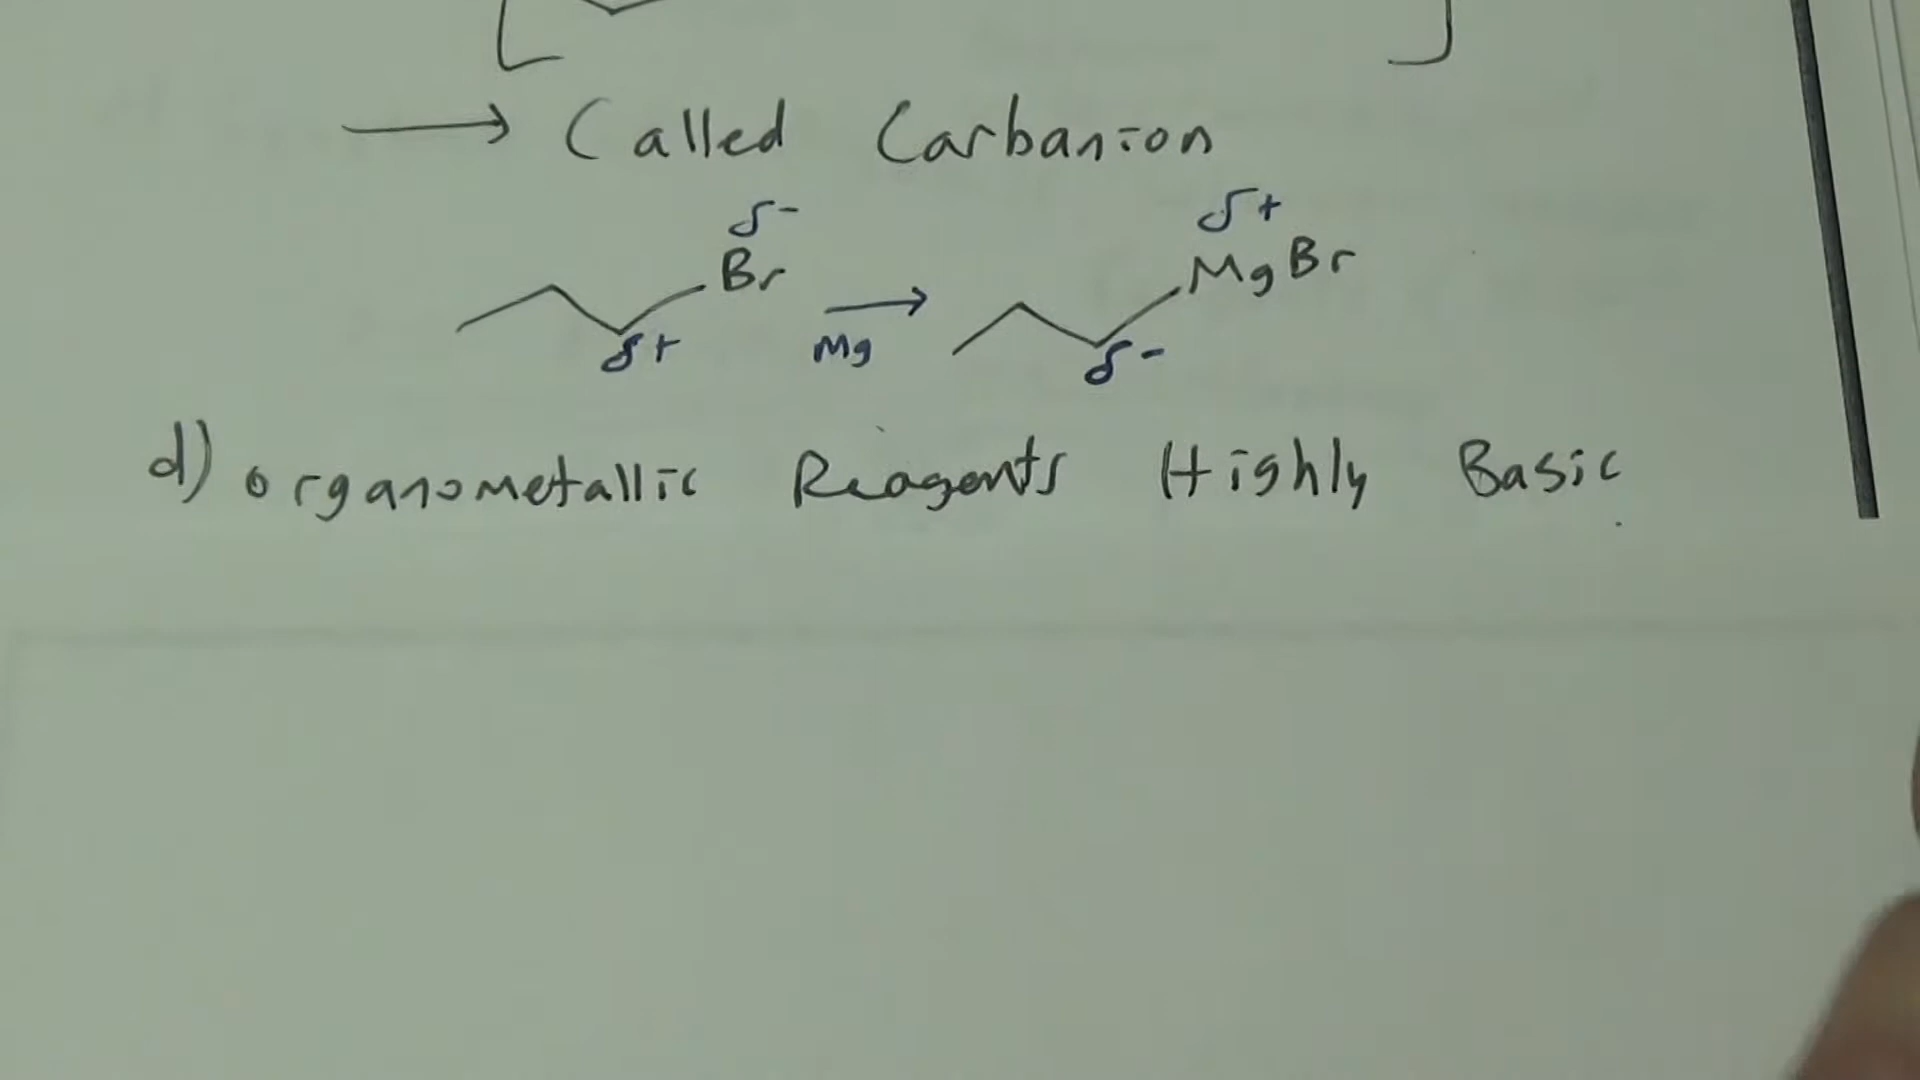 → Called Carbanion
δ- δ+
Br MgBr
→
δ+ Mg δ-
d) organometallic Reagents Highly Basic